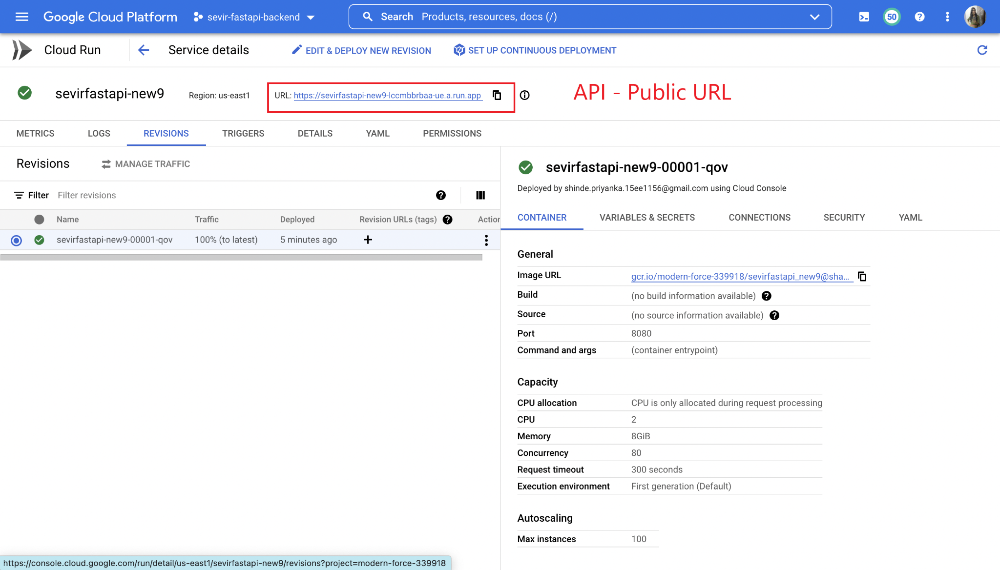 Google Cloud Platform
sevir-fastapi-backend
Search Products, resources, docs (/)
50
Cloud Run
Service details
EDIT & DEPLOY NEW REVISION
SET UP CONTINUOUS DEPLOYMENT
sevirfastapi-new9
Region: us-east1
URL: https://sevirfastapi-new9-lccmbbrbaa-ue.a.run.app
API - Public URL
METRICS LOGS REVISIONS TRIGGERS DETAILS YAML PERMISSIONS
Revisions
MANAGE TRAFFIC
Filter Filter revisions
Name Traffic Deployed Revision URLs (tags) Action
sevirfastapi-new9-00001-qov 100% (to latest) 5 minutes ago
sevirfastapi-new9-00001-qov
Deployed by shinde.priyanka.15ee1156@gmail.com using Cloud Console
CONTAINER VARIABLES & SECRETS CONNECTIONS SECURITY YAML
General
Image URL gcr.io/modern-force-339918/sevirfastapi_new9@sha...
Build (no build information available)
Source (no source information available)
Port 8080
Command and args (container entrypoint)
Capacity
CPU allocation CPU is only allocated during request processing
CPU 2
Memory 8GiB
Concurrency 80
Request timeout 300 seconds
Execution environment First generation (Default)
Autoscaling
Max instances 100
https://console.cloud.google.com/run/detail/us-east1/sevirfastapi-new9/revisions?project=modern-force-339918